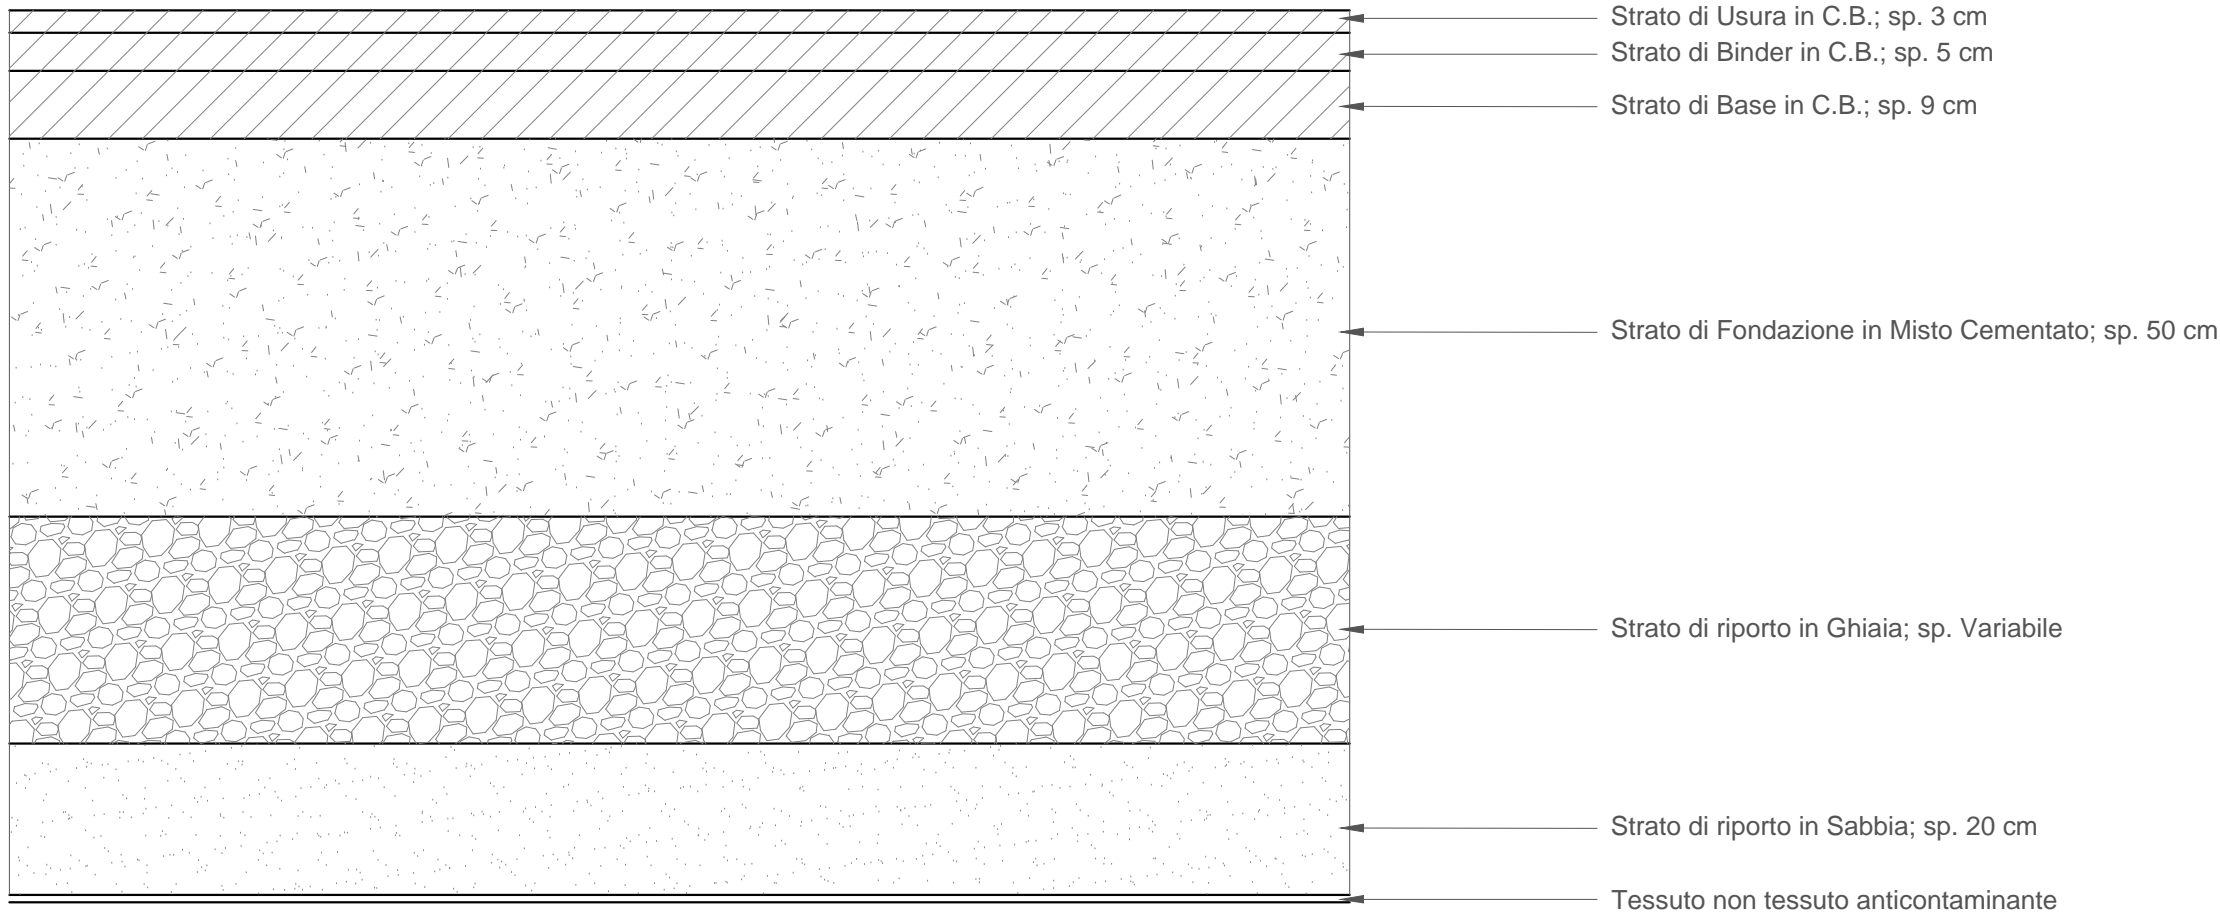 Strato di Usura in C.B.; sp. 3 cm
Strato di Binder in C.B.; sp. 5 cm
Strato di Base in C.B.; sp. 9 cm
Strato di Fondazione in Misto Cementato; sp. 50 cm
Strato di riporto in Ghiaia; sp. Variabile
Strato di riporto in Sabbia; sp. 20 cm
Tessuto non tessuto anticontaminante